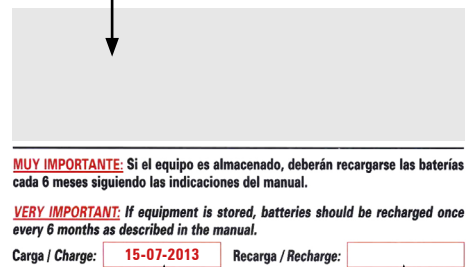 MUY IMPORTANTE: Si el equipo es almacenado, deberán recargarse las baterías
cada 6 meses siguiendo las indicaciones del manual.
VERY IMPORTANT: If equipment is stored, batteries should be recharged once
every 6 months as described in the manual.
Carga / Charge: 15-07-2013 Recarga / Recharge: